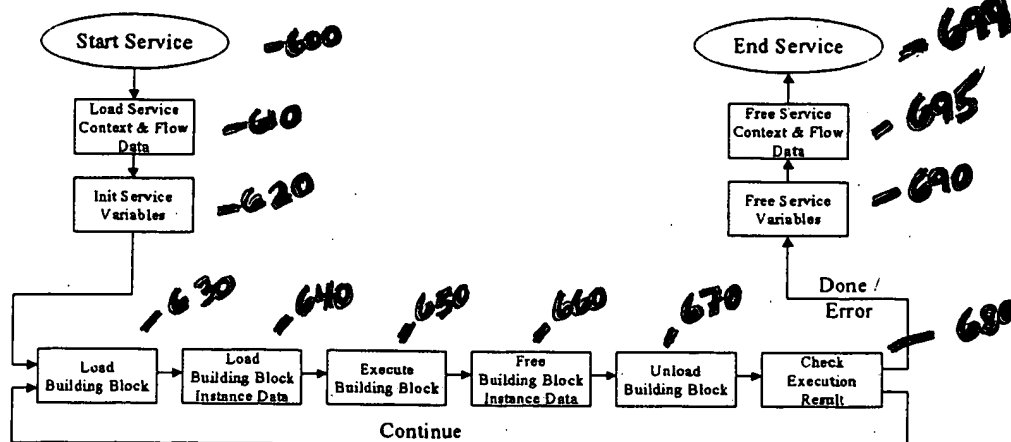 Start Service
-600
End Service
-699
Load Service
Context & Flow
Data
-610
Free Service
Context & Flow
Data
-695
Init Service
Variables
-620
Free Service
Variables
-690
-630
-640
-650
-660
-670
Done /
Error
-680
Load
Building Block
Load
Building Block
Instance Data
Execute
Building Block
Free
Building Block
Instance Data
Unload
Building Block
Check
Execution
Result
Continue